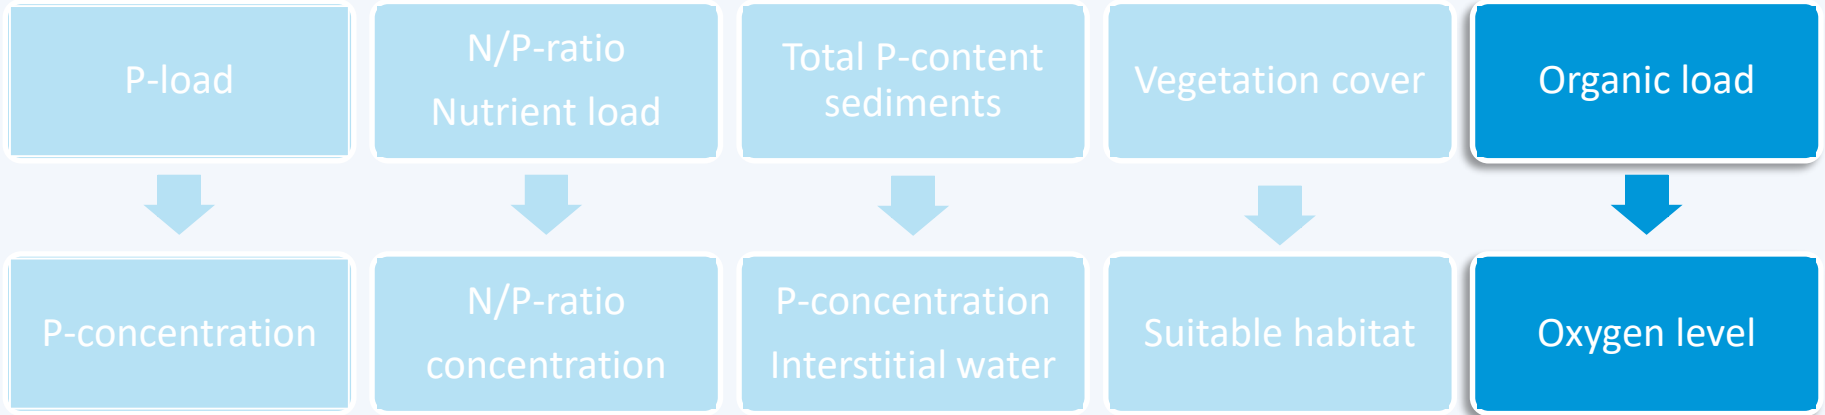 P-load
N/P-ratio
Nutrient load
Total P-content
sediments
Vegetation cover
Organic load
P-concentration
N/P-ratio
concentration
P-concentration
Interstitial water
Suitable habitat
Oxygen level